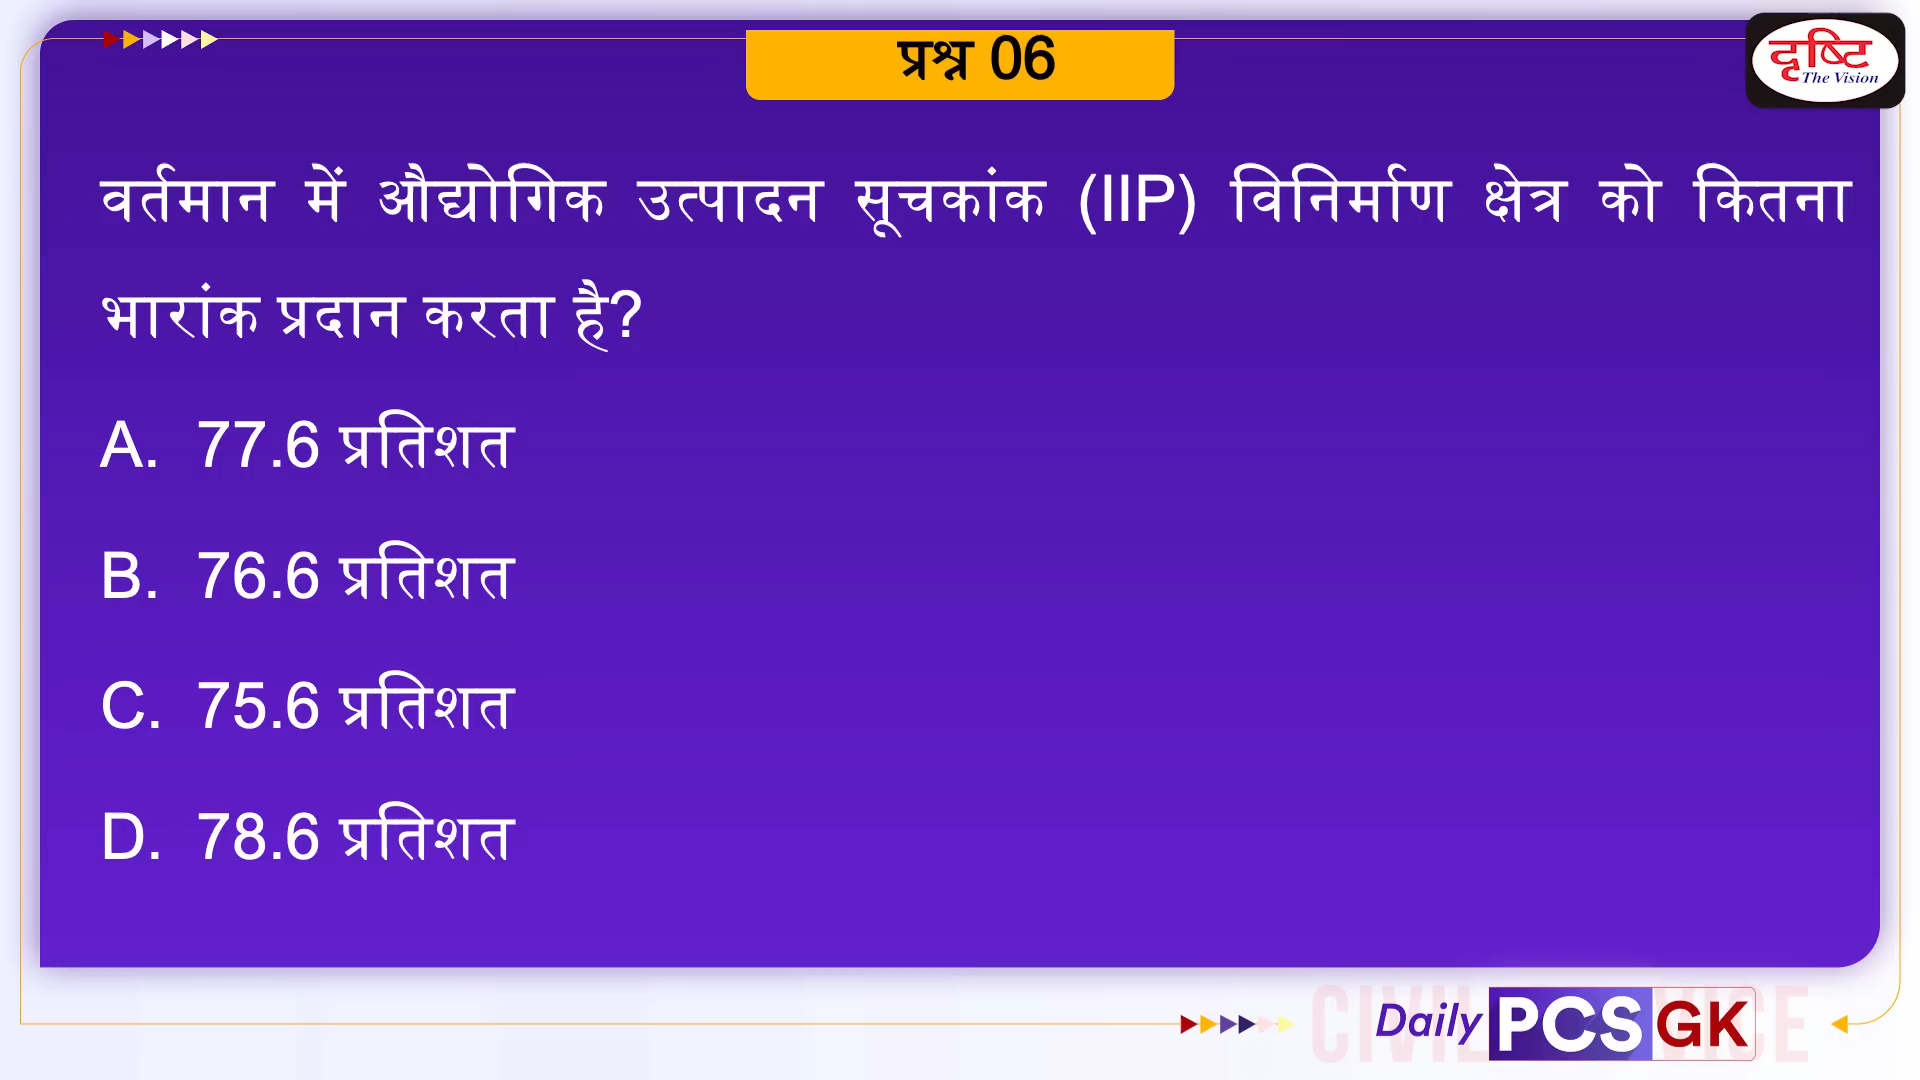 प्रश्न 06
दृष्टि
The Vision
वर्तमान में औद्योगिक उत्पादन सूचकांक (IIP) विनिर्माण क्षेत्र को कितना
भारांक प्रदान करता है?
A. 77.6 प्रतिशत
B. 76.6 प्रतिशत
C. 75.6 प्रतिशत
D. 78.6 प्रतिशत
Daily PCS GK